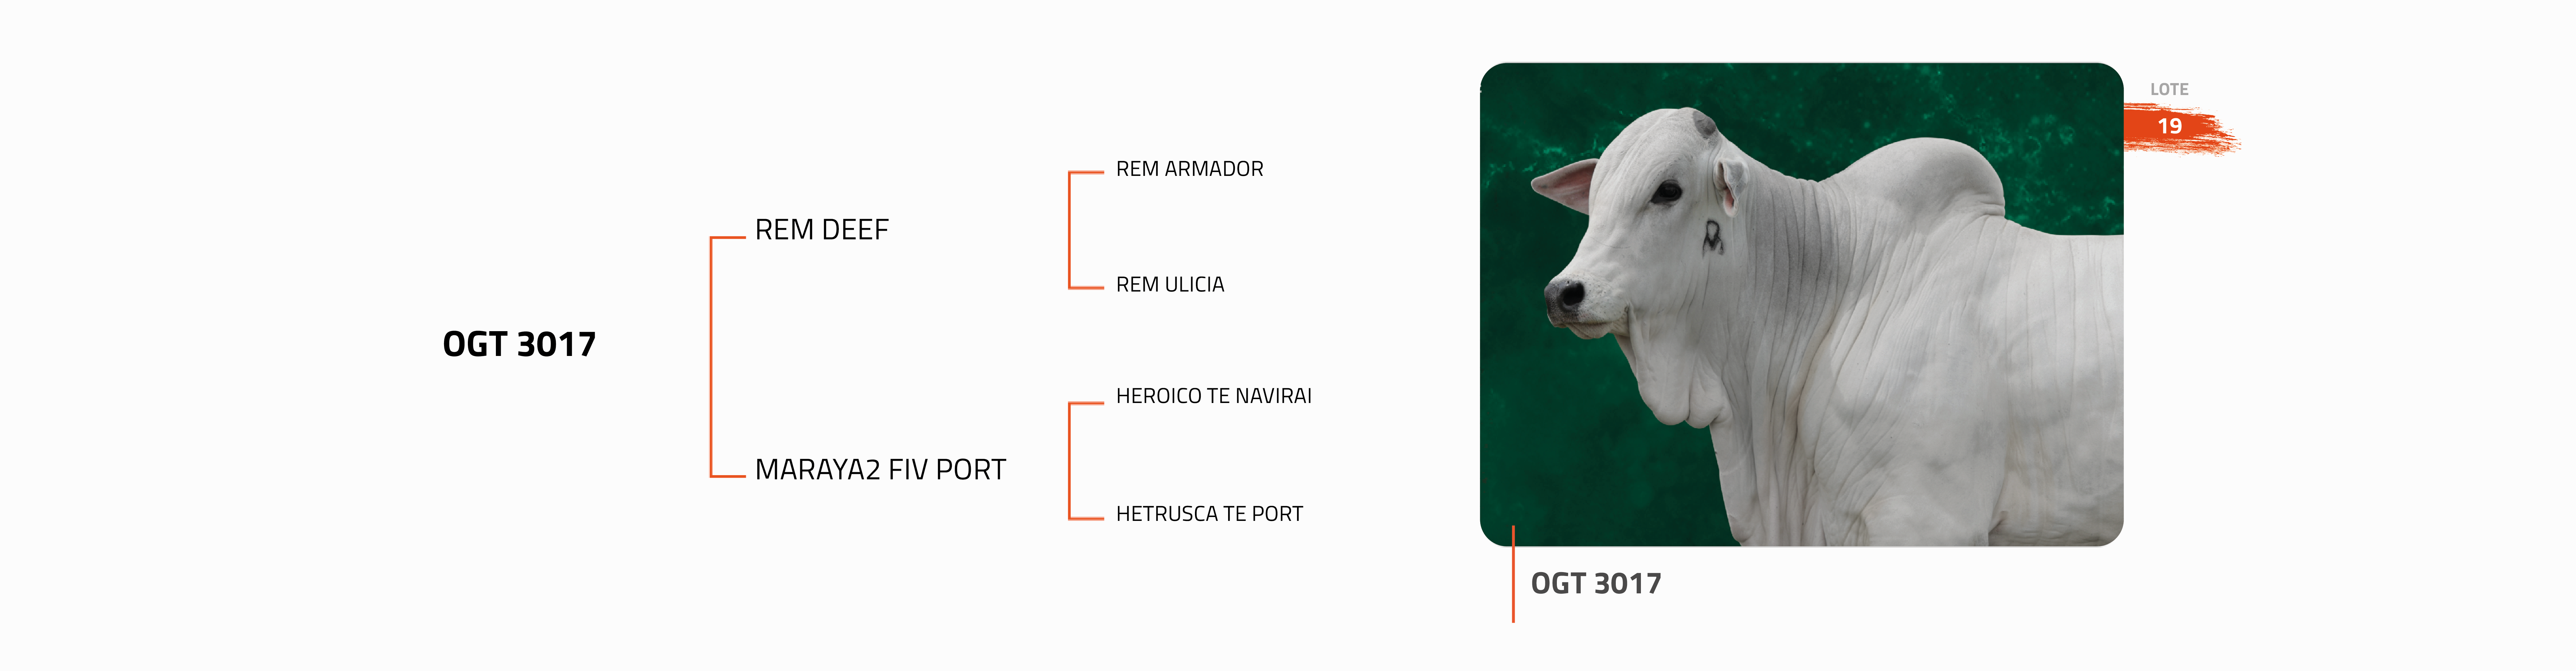 OGT 3017
REM DEEF
MARAYA2 FIV PORT
REM ARMADOR
REM ULICIA
HEROICO TE NAVIRAI
HETRUSCA TE PORT
LOTE
19
OGT 3017